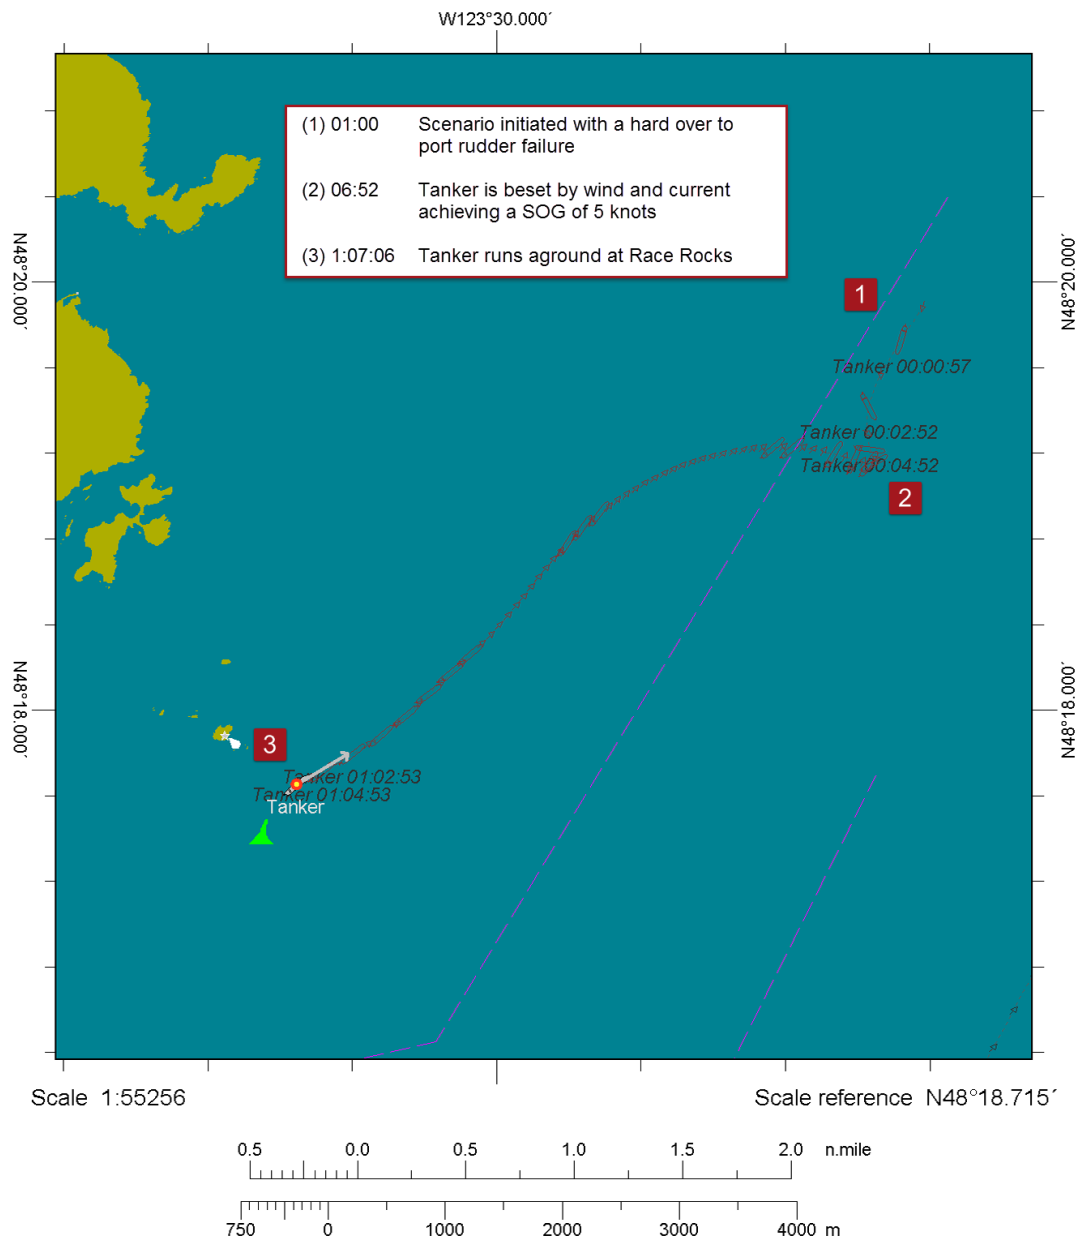 W123°30.000´
(1) 01:00 Scenario initiated with a hard over to
port rudder failure
(2) 06:52 Tanker is beset by wind and current
achieving a SOG of 5 knots
(3) 1:07:06 Tanker runs aground at Race Rocks
N48°20.000´
N48°20.000´
1
Tanker 00:00:57
Tanker 00:02:52
Tanker 00:04:52
2
N48°18.000´
N48°18.000´
3
Tanker 01:02:53
Tanker 01:04:53
Tanker
Scale 1:55256
Scale reference N48°18.715´
0.5 0.0 0.5 1.0 1.5 2.0 n.mile
750 0 1000 2000 3000 4000 m